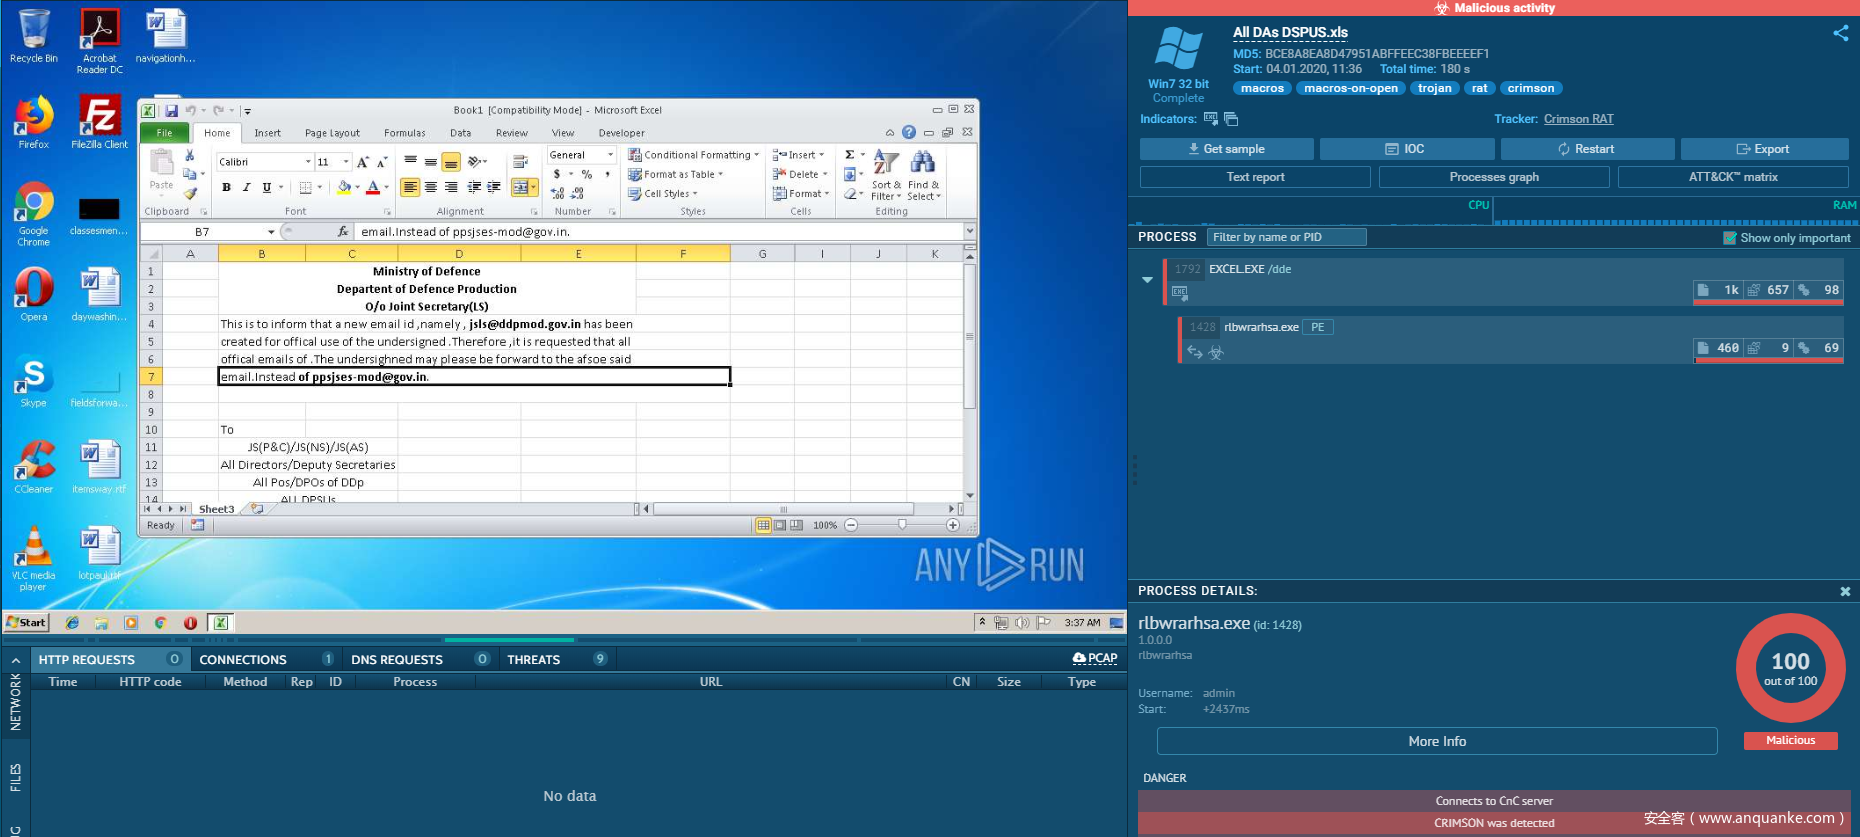 Recycle Bin
Acrobat Reader DC
navigationh...
Firefox
FileZilla Client
Google Chrome
classesmen...
Opera
daywashin...
Skype
fieldsforwa...
CCleaner
itemsway.rtf
VLC media player
lotpaul.rtf
Book1 [Compatibility Mode] - Microsoft Excel
File Home Insert Page Layout Formulas Data Review View Developer
Paste
Calibri 11
B I U
General
$ % ,
Conditional Formatting
Format as Table
Cell Styles
Insert
Delete
Format
Sort & Filter
Find & Select
Clipboard Font Alignment Number Styles Cells Editing
B7 fx email.Instead of ppsjses-mod@gov.in.
A B C D E F G H I J K
1 Ministry of Defence
2 Departent of Defence Production
3 O/o Joint Secretary(LS)
4 This is to inform that a new email id ,namely , jsls@ddpmod.gov.in has been
5 created for offical use of the undersigned .Therefore ,it is requested that all
6 offical emails of .The undersighned may please be forward to the afsoe said
7 email.Instead of ppsjses-mod@gov.in.
8
9
10 To
11 JS(P&C)/JS(NS)/JS(AS)
12 All Directors/Deputy Secretaries
13 All Pos/DPOs of DDp
14 ALL DPSUs
Sheet3
Ready 100%
ANY RUN
Start 3:37 AM
HTTP REQUESTS 0 CONNECTIONS 1 DNS REQUESTS 0 THREATS 9 PCAP
Time HTTP code Method Rep ID Process URL CN Size Type
NETWORK
FILES
No data
Malicious activity
Win7 32 bit
Complete
All DAs DSPUS.xls
MD5: BCE8A8EA8D47951ABFFEEC38FBEEEEF1
Start: 04.01.2020, 11:36 Total time: 180 s
macros macros-on-open trojan rat crimson
Indicators: Tracker: Crimson RAT
Get sample IOC Restart Export
Text report Processes graph ATT&CK™ matrix
CPU RAM
PROCESS Filter by name or PID Show only important
1792 EXCEL.EXE /dde
1k 657 98
1428 rlbwrarhsa.exe PE
460 9 69
PROCESS DETAILS:
rlbwrarhsa.exe (id: 1428)
1.0.0.0
rlbwrarhsa
100
out of 100
Username: admin
Start: +2437ms
More Info
Malicious
DANGER
Connects to CnC server
CRIMSON was detected
安全客（www.anquanke.com）